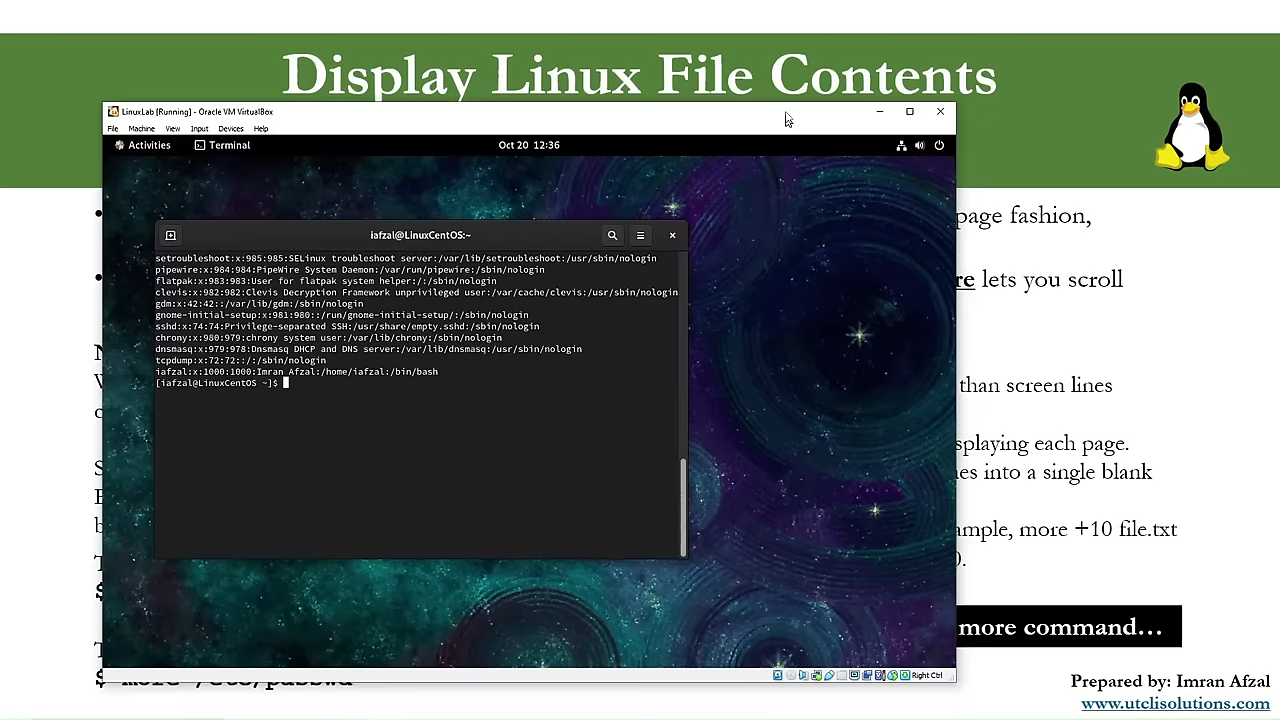 Display Linux File Contents
LinuxLab [Running] - Oracle VM VirtualBox
File Machine View Input Devices Help
Activities Terminal Oct 20 12:36
page fashion,
iafzal@LinuxCentOS:~
setroubleshoot:x:985:985:SELinux troubleshoot server:/var/lib/setroubleshoot:/usr/sbin/nologin
pipewire:x:984:984:PipeWire System Daemon:/var/run/pipewire:/sbin/nologin
flatpak:x:983:983:User for flatpak system helper:/:/sbin/nologin
clevis:x:982:982:Clevis Decryption Framework unprivileged user:/var/cache/clevis:/usr/sbin/nologin
gdm:x:42:42::/var/lib/gdm:/sbin/nologin
gnome-initial-setup:x:981:980::/run/gnome-initial-setup/:/sbin/nologin
sshd:x:74:74:Privilege-separated SSH:/usr/share/empty.sshd:/sbin/nologin
chrony:x:980:979:chrony system user:/var/lib/chrony:/sbin/nologin
dnsmasq:x:979:978:Dnsmasq DHCP and DNS server:/var/lib/dnsmasq:/usr/sbin/nologin
tcpdump:x:72:72::/:/sbin/nologin
iafzal:x:1000:1000:Imran Afzal:/home/iafzal:/bin/bash
[iafzal@LinuxCentOS ~]$
re lets you scroll
than screen lines
splaying each page.
es into a single blank
ample, more +10 file.txt
0.
more command…
Right Ctrl
$ more /etc/passwd
Prepared by: Imran Afzal
www.utclisolutions.com